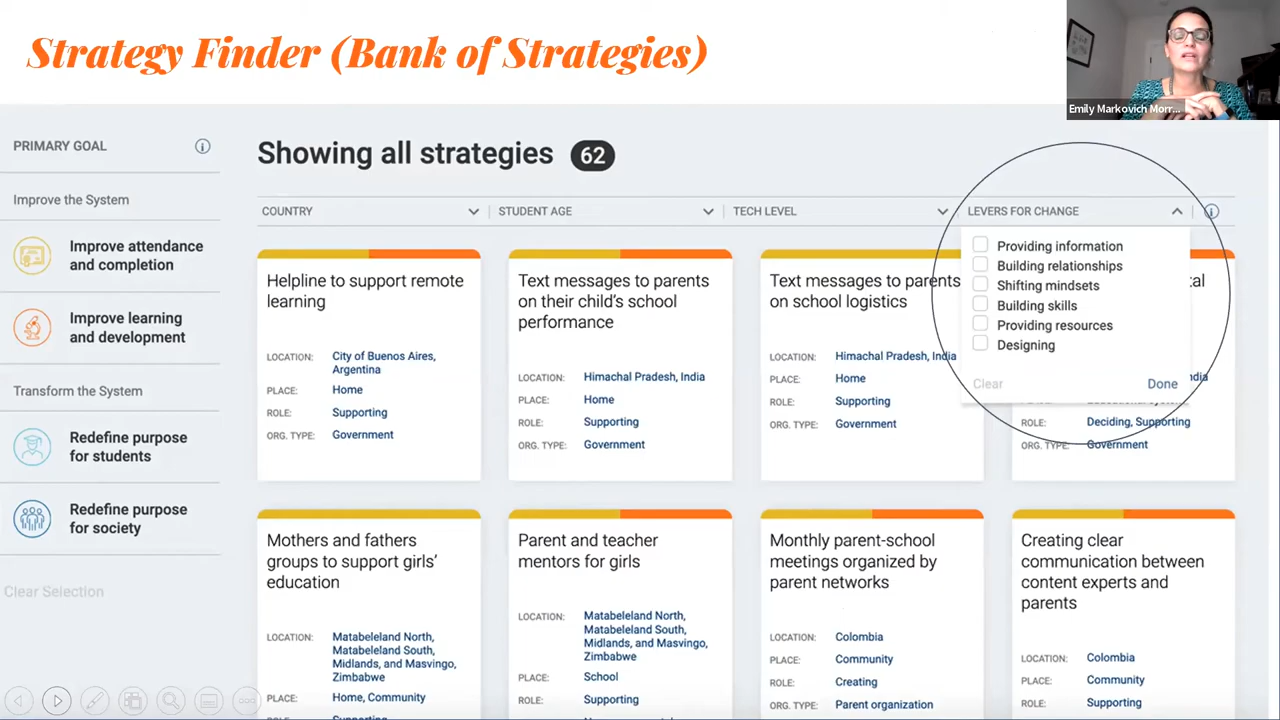 Strategy Finder (Bank of Strategies)
Emily Markovich Morr...
PRIMARY GOAL
Improve the System
Improve attendance
and completion
Improve learning
and development
Transform the System
Redefine purpose
for students
Redefine purpose
for society
Clear Selection
Showing all strategies 62
COUNTRY
STUDENT AGE
TECH LEVEL
LEVERS FOR CHANGE
Providing information
Building relationships
Shifting mindsets
Building skills
Providing resources
Designing
Clear Done
Helpline to support remote
learning
LOCATION: City of Buenos Aires,
Argentina
PLACE: Home
ROLE: Supporting
ORG. TYPE: Government
Text messages to parents
on their child's school
performance
LOCATION: Himachal Pradesh, India
PLACE: Home
ROLE: Supporting
ORG. TYPE: Government
Text messages to parents
on school logistics
LOCATION: Himachal Pradesh, India
PLACE: Home
ROLE: Supporting
ORG. TYPE: Government
ROLE: Deciding, Supporting
ORG. TYPE: Government
Mothers and fathers
groups to support girls'
education
LOCATION: Matabeleland North,
Matabeleland South,
Midlands, and Masvingo,
Zimbabwe
PLACE: Home, Community
Parent and teacher
mentors for girls
LOCATION: Matabeleland North,
Matabeleland South,
Midlands, and Masvingo,
Zimbabwe
PLACE: School
ROLE: Supporting
Monthly parent-school
meetings organized by
parent networks
LOCATION: Colombia
PLACE: Community
ROLE: Creating
ORG. TYPE: Parent organization
Creating clear
communication between
content experts and
parents
LOCATION: Colombia
PLACE: Community
ROLE: Supporting